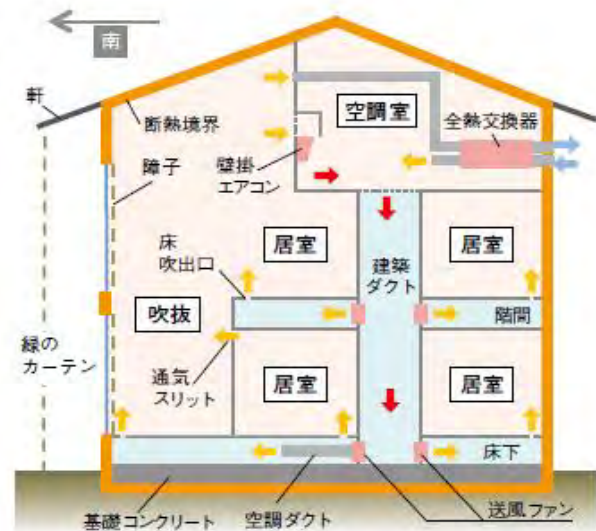 南
軒
断熱境界
空調室
全熱交換器
障子
壁掛
エアコン
床
吹出口
居室
建築
ダクト
居室
吹抜
階間
緑の
カーテン
通気
スリット
居室
居室
床下
基礎コンクリート
空調ダクト
送風ファン